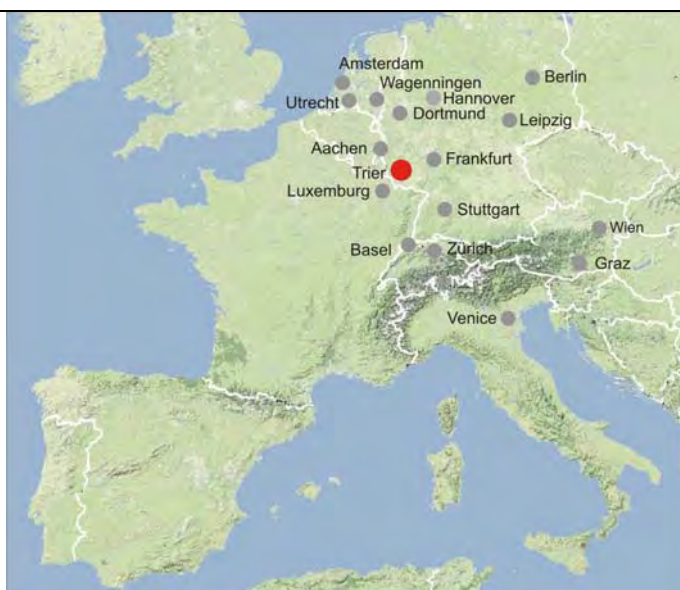 Amsterdam
Berlin
Wagenningen
Utrecht
Hannover
Dortmund
Leipzig
Aachen
Frankfurt
Trier
Luxemburg
Stuttgart
Wien
Basel
Zürich
Graz
Venice